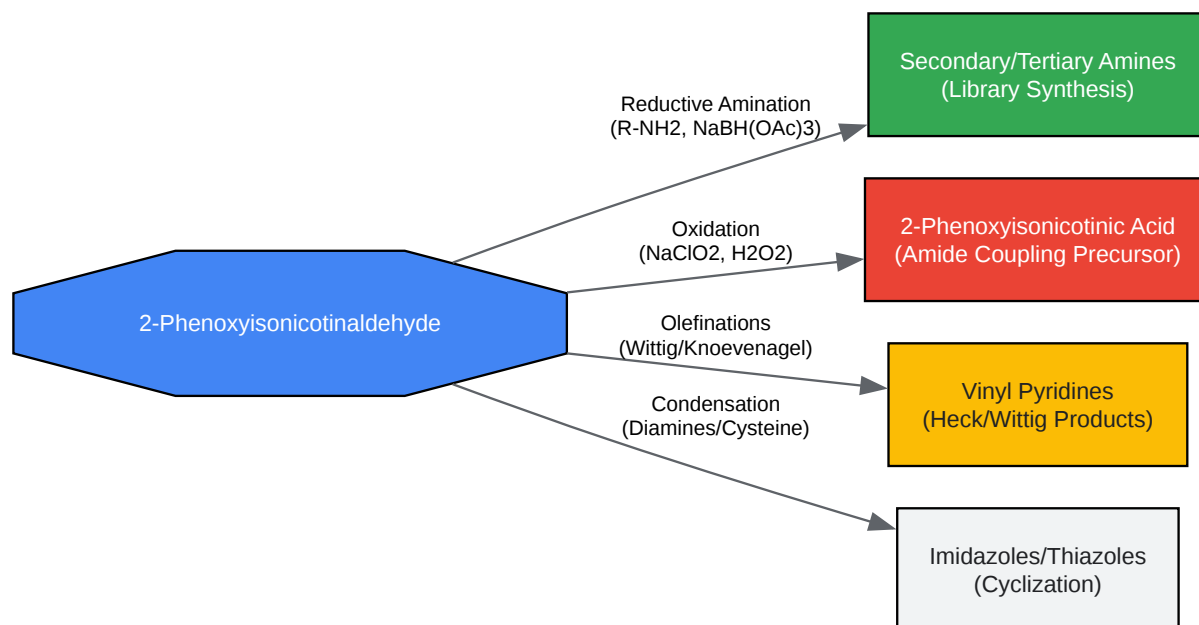 2-Phenoxyisonicotinaldehyde
Reductive Amination
(R-NH2, NaBH(OAc)3)
Secondary/Tertiary Amines
(Library Synthesis)
Oxidation
(NaClO2, H2O2)
2-Phenoxyisonicotinic Acid
(Amide Coupling Precursor)
Olefinations
(Wittig/Knoevenagel)
Vinyl Pyridines
(Heck/Wittig Products)
Condensation
(Diamines/Cysteine)
Imidazoles/Thiazoles
(Cyclization)